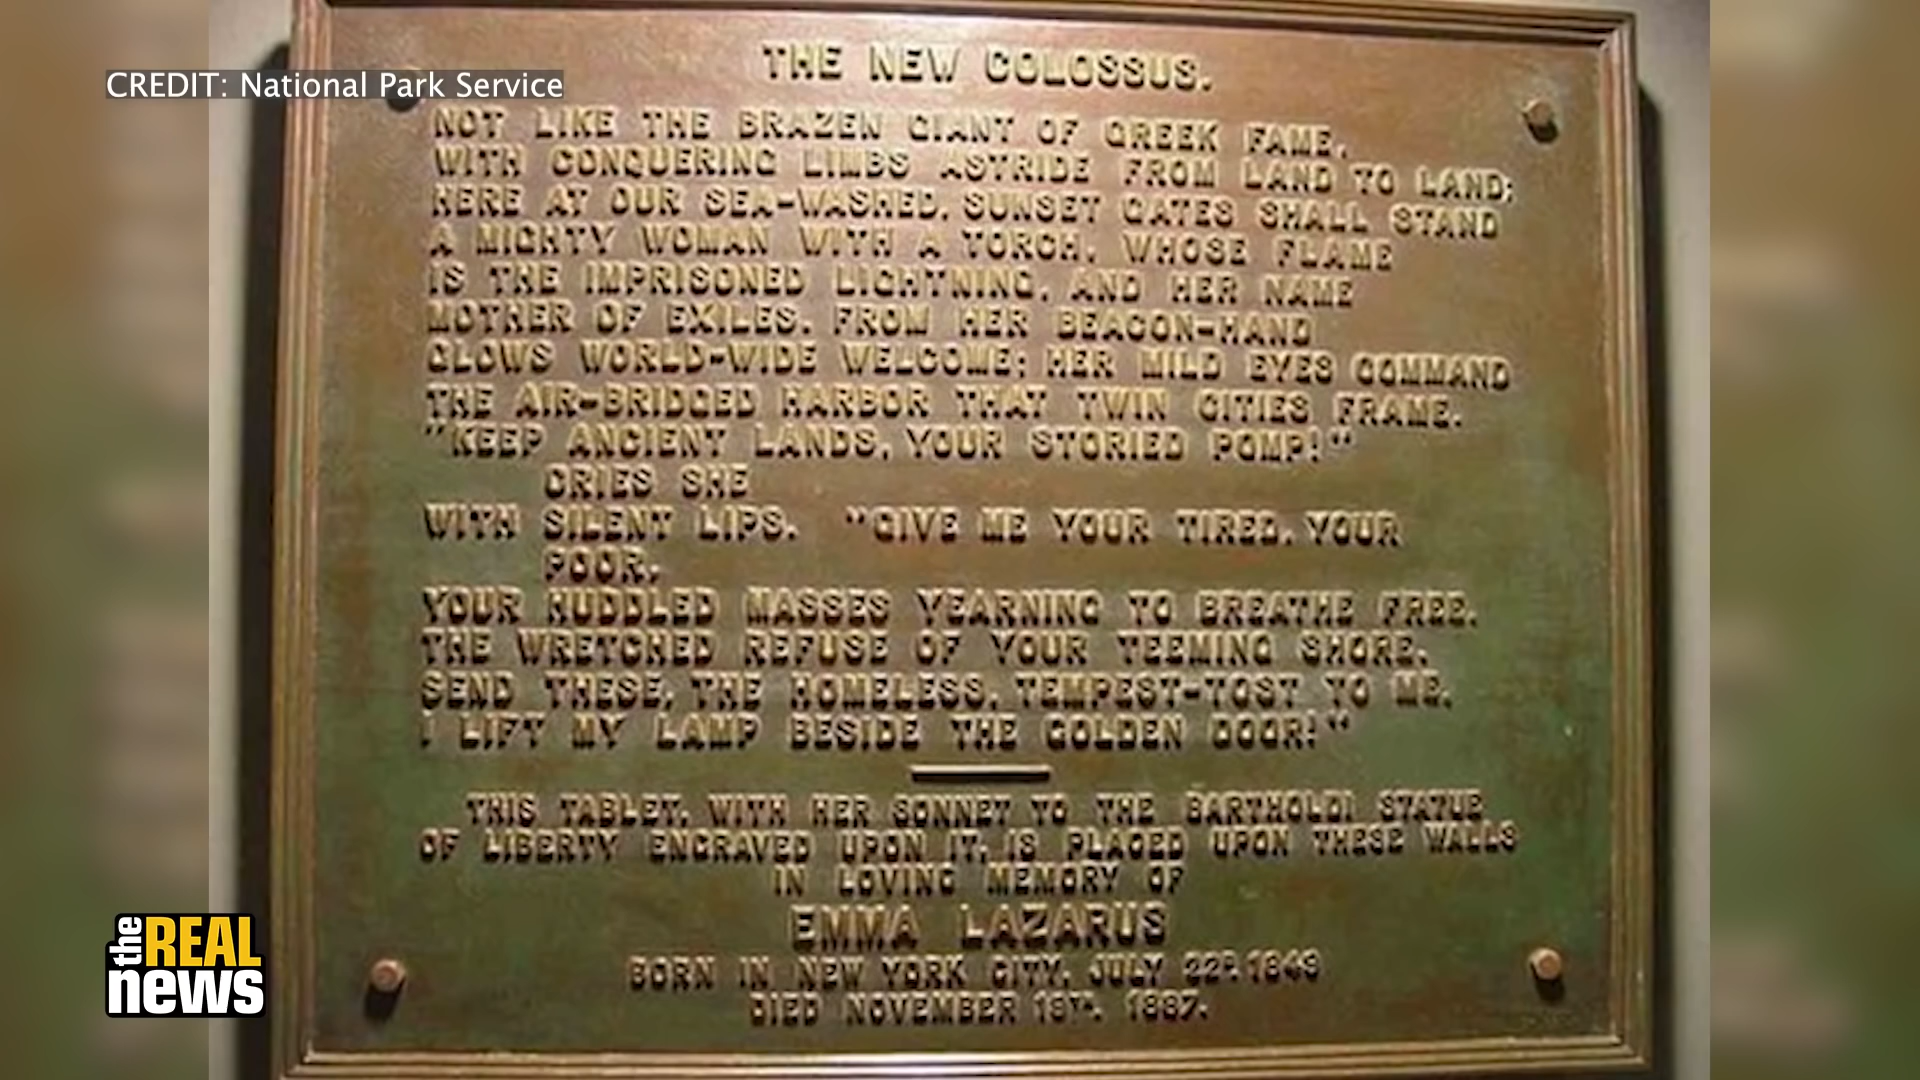 CREDIT: National Park Service
THE NEW COLOSSUS.
NOT LIKE THE BRAZEN GIANT OF GREEK FAME,
WITH CONQUERING LIMBS ASTRIDE FROM LAND TO LAND;
HERE AT OUR SEA-WASHED, SUNSET GATES SHALL STAND
A MIGHTY WOMAN WITH A TORCH, WHOSE FLAME
IS THE IMPRISONED LIGHTNING, AND HER NAME
MOTHER OF EXILES. FROM HER BEACON-HAND
GLOWS WORLD-WIDE WELCOME; HER MILD EYES COMMAND
THE AIR-BRIDGED HARBOR THAT TWIN CITIES FRAME.
"KEEP ANCIENT LANDS, YOUR STORIED POMP!"
CRIES SHE
WITH SILENT LIPS. "GIVE ME YOUR TIRED, YOUR
POOR,
YOUR HUDDLED MASSES YEARNING TO BREATHE FREE,
THE WRETCHED REFUSE OF YOUR TEEMING SHORE.
SEND THESE, THE HOMELESS, TEMPEST-TOST TO ME,
I LIFT MY LAMP BESIDE THE GOLDEN DOOR!"
THIS TABLET, WITH HER SONNET TO THE BARTHOLDI STATUE
OF LIBERTY ENGRAVED UPON IT, IS PLACED UPON THESE WALLS
IN LOVING MEMORY OF
EMMA LAZARUS
BORN IN NEW YORK CITY, JULY 22D, 1849
DIED NOVEMBER 19TH, 1887.
the REAL
news